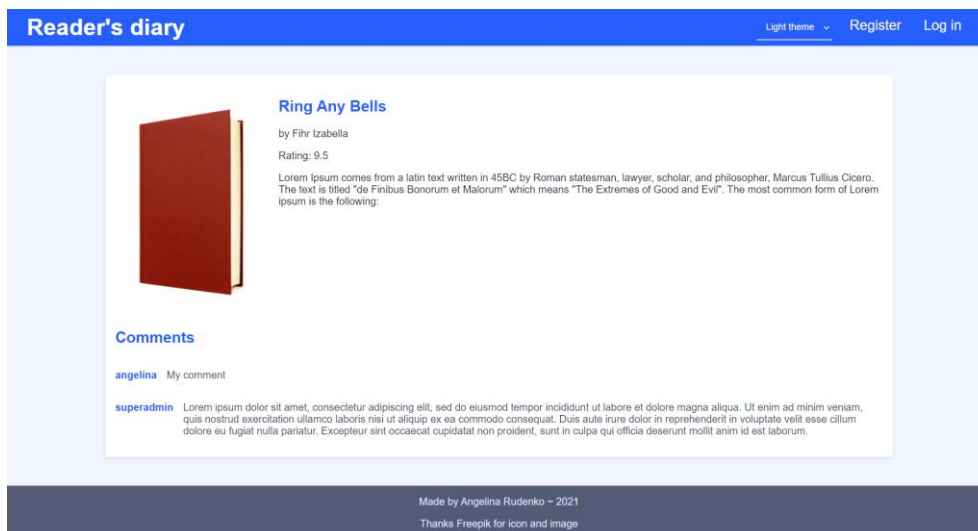 Reader's diary
Light theme
Register
Log in
Ring Any Bells
by Fihr Izabella
Rating: 9.5
Lorem Ipsum comes from a latin text written in 45BC by Roman statesman, lawyer, scholar, and philosopher, Marcus Tullius Cicero.
The text is titled "de Finibus Bonorum et Malorum" which means "The Extremes of Good and Evil". The most common form of Lorem
ipsum is the following:
Comments
angelina My comment
superadmin Lorem ipsum dolor sit amet, consectetur adipiscing elit, sed do eiusmod tempor incididunt ut labore et dolore magna aliqua. Ut enim ad minim veniam,
quis nostrud exercitation ullamco laboris nisi ut aliquip ex ea commodo consequat. Duis aute irure dolor in reprehenderit in voluptate velit esse cillum
dolore eu fugiat nulla pariatur. Excepteur sint occaecat cupidatat non proident, sunt in culpa qui officia deserunt mollit anim id est laborum.
Made by Angelina Rudenko ~ 2021
Thanks Freepik for icon and image